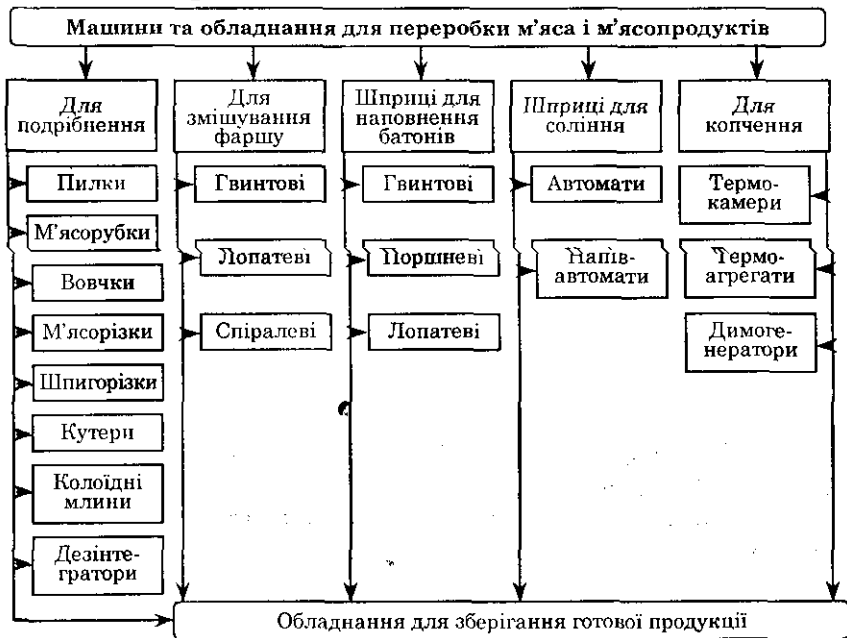 Машини та обладнання для переробки м’яса і м’ясопродуктів
Для
подрібнення
Пилки
М’ясорубки
Вовчки
М’ясорізки
Шпигорізки
Кутери
Колоїдні
млини
Дезінте-
гратори
Для
змішування
фаршу
Гвинтові
Лопатеві
Спіралеві
Шприці для
наповнення
батонів
Гвинтові
Поршневі
Лопатеві
Шприці для
соління
Автомати
Напів-
автомати
Для
копчення
Термо-
камери
Термо-
агрегати
Димоге-
нератори
Обладнання для зберігання готової продукції